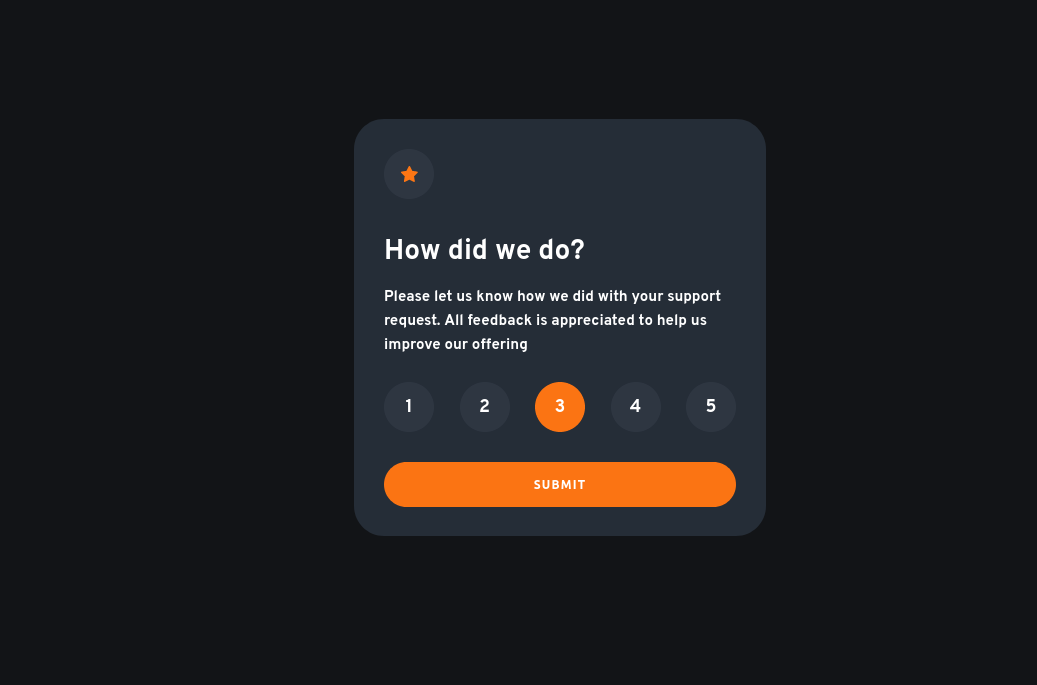 How did we do?
Please let us know how we did with your support
request. All feedback is appreciated to help us
improve our offering
1 2 3 4 5
SUBMIT